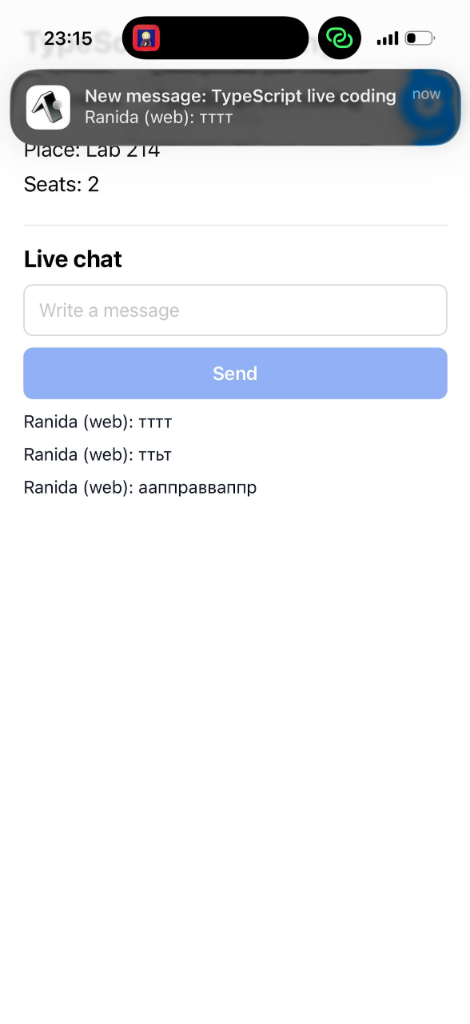 23:15
New message: TypeScript live coding
now
Ranida (web): тттт
Place: Lab 214
Seats: 2
Live chat
Write a message
Send
Ranida (web): тттт
Ranida (web): ттьт
Ranida (web): аапправваппр